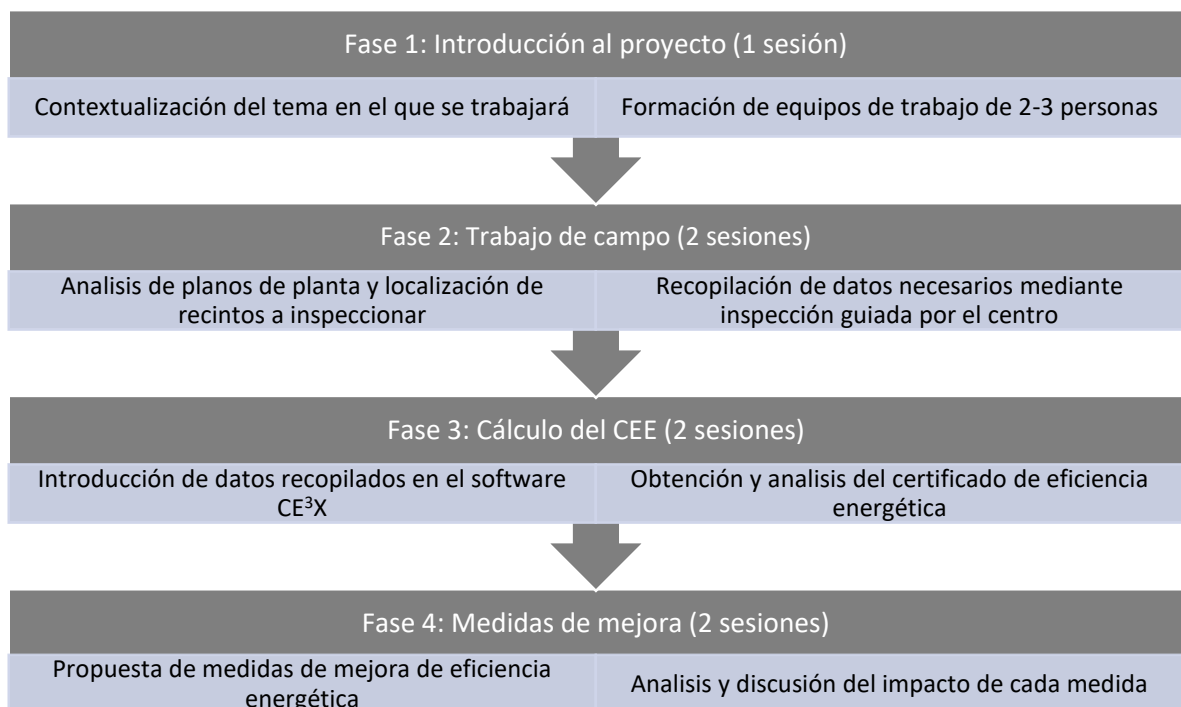 Fase 1: Introducción al proyecto (1 sesión)
Contextualización del tema en el que se trabajará
Formación de equipos de trabajo de 2-3 personas
Fase 2: Trabajo de campo (2 sesiones)
Analisis de planos de planta y localización de
recintos a inspeccionar
Recopilación de datos necesarios mediante
inspección guiada por el centro
Fase 3: Cálculo del CEE (2 sesiones)
Introducción de datos recopilados en el software
CE³X
Obtención y analisis del certificado de eficiencia
energética
Fase 4: Medidas de mejora (2 sesiones)
Propuesta de medidas de mejora de eficiencia
energética
Analisis y discusión del impacto de cada medida